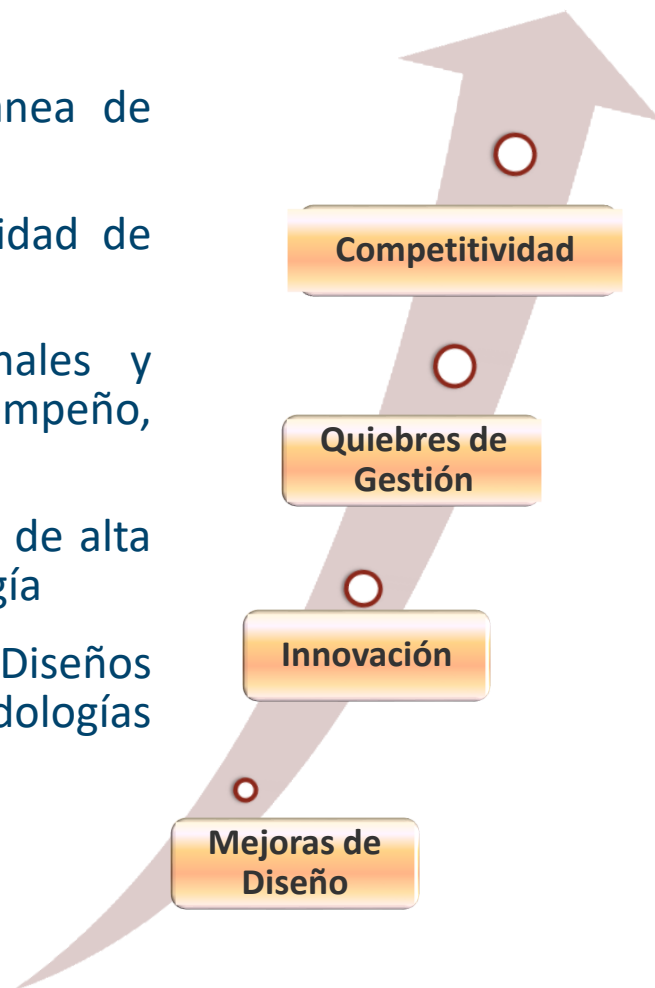 nea de
idad de
nales y
mpeño,
de alta
gía
Diseños
dologías
Competitividad
Quiebres de
Gestión
Innovación
Mejoras de
Diseño